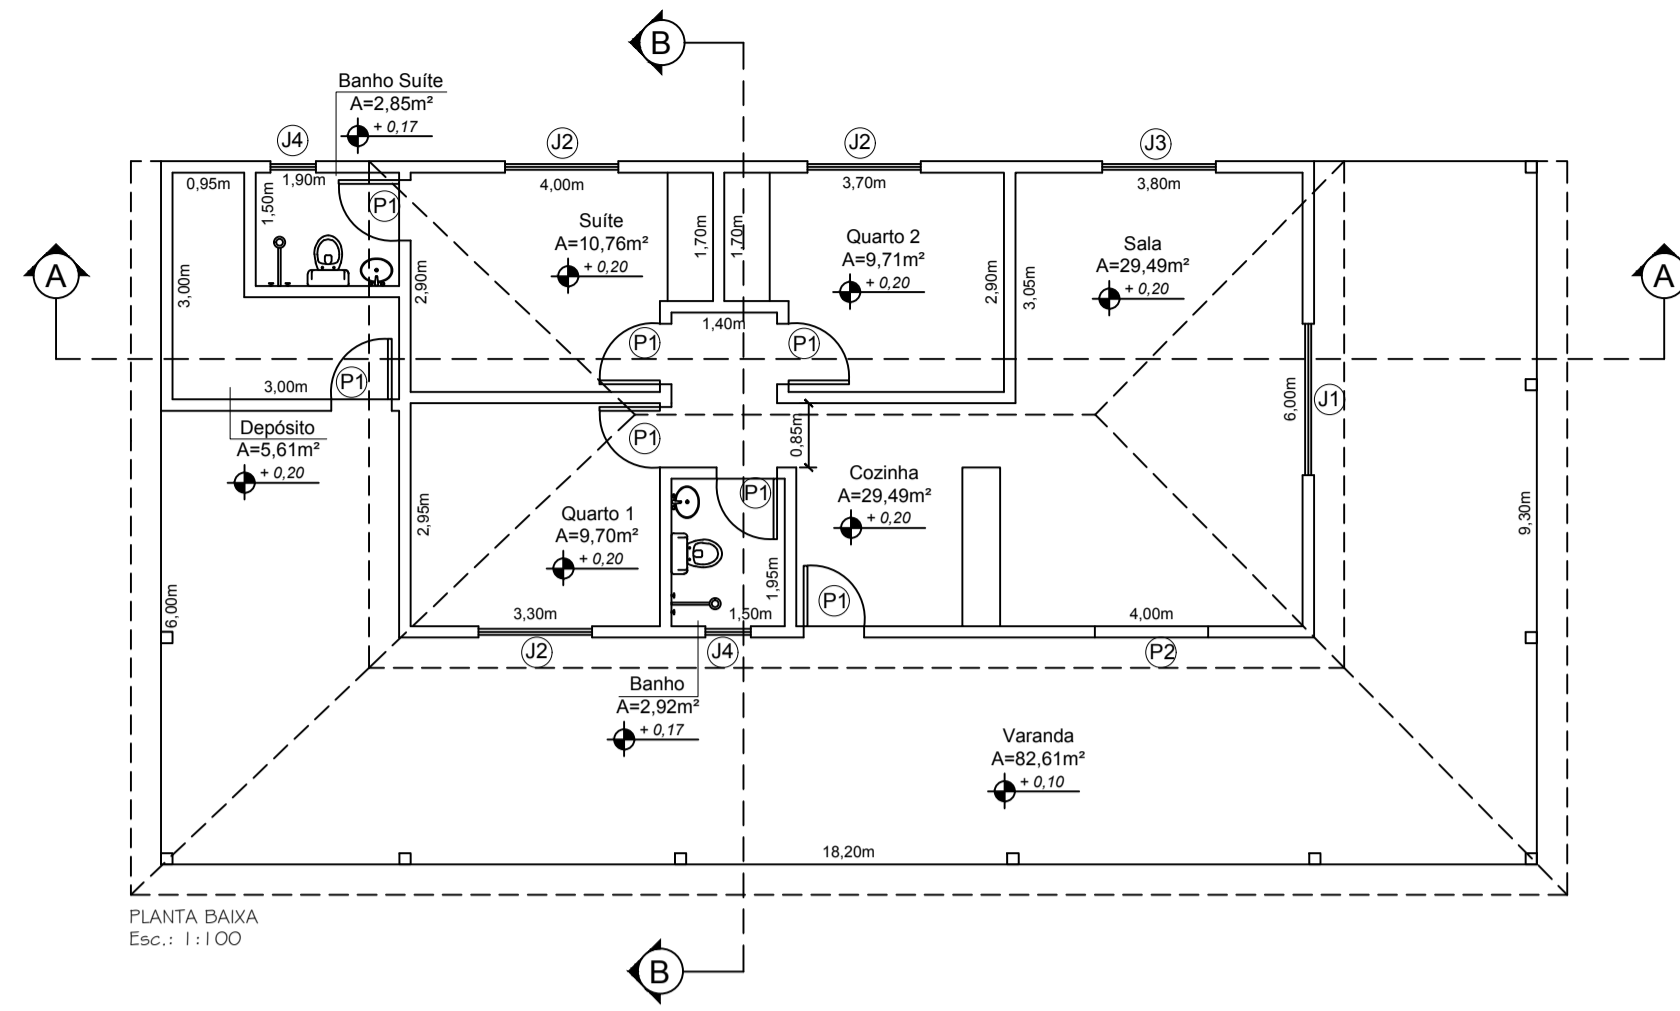 B
Banho Suíte
A=2,85m²
+ 0,17
J4
J2
J2
J3
0,95m
1,90m
4,00m
3,70m
3,80m
1,50m
P1
Suíte
A=10,76m²
+ 0,20
1,70m
1,70m
Quarto 2
A=9,71m²
+ 0,20
Sala
A=29,49m²
+ 0,20
A
A
3,00m
2,90m
2,90m
3,05m
1,40m
P1
P1
3,00m
P1
6,00m
J1
Depósito
A=5,61m²
+ 0,20
P1
0,85m
Cozinha
A=29,49m²
+ 0,20
2,95m
Quarto 1
A=9,70m²
+ 0,20
P1
9,30m
6,00m
1,95m
P1
3,30m
1,50m
4,00m
J2
J4
P2
Banho
A=2,92m²
+ 0,17
Varanda
A=82,61m²
+ 0,10
18,20m
PLANTA BAIXA
Esc.: 1:100
B